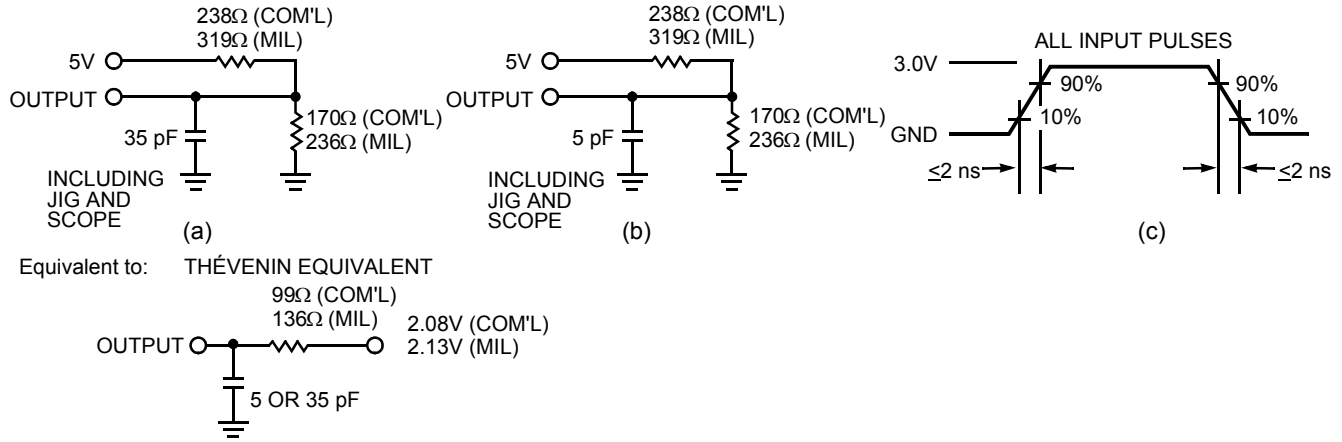 238Ω (COM'L)
319Ω (MIL)
5V
OUTPUT
35 pF
170Ω (COM'L)
236Ω (MIL)
INCLUDING
JIG AND
SCOPE
(a)
238Ω (COM'L)
319Ω (MIL)
5V
OUTPUT
5 pF
170Ω (COM'L)
236Ω (MIL)
INCLUDING
JIG AND
SCOPE
(b)
ALL INPUT PULSES
3.0V
90%
90%
10%
10%
GND
≤2 ns
≤2 ns
(c)
Equivalent to: THÉVENIN EQUIVALENT
99Ω (COM'L)
136Ω (MIL)
2.08V (COM'L)
2.13V (MIL)
OUTPUT
5 OR 35 pF